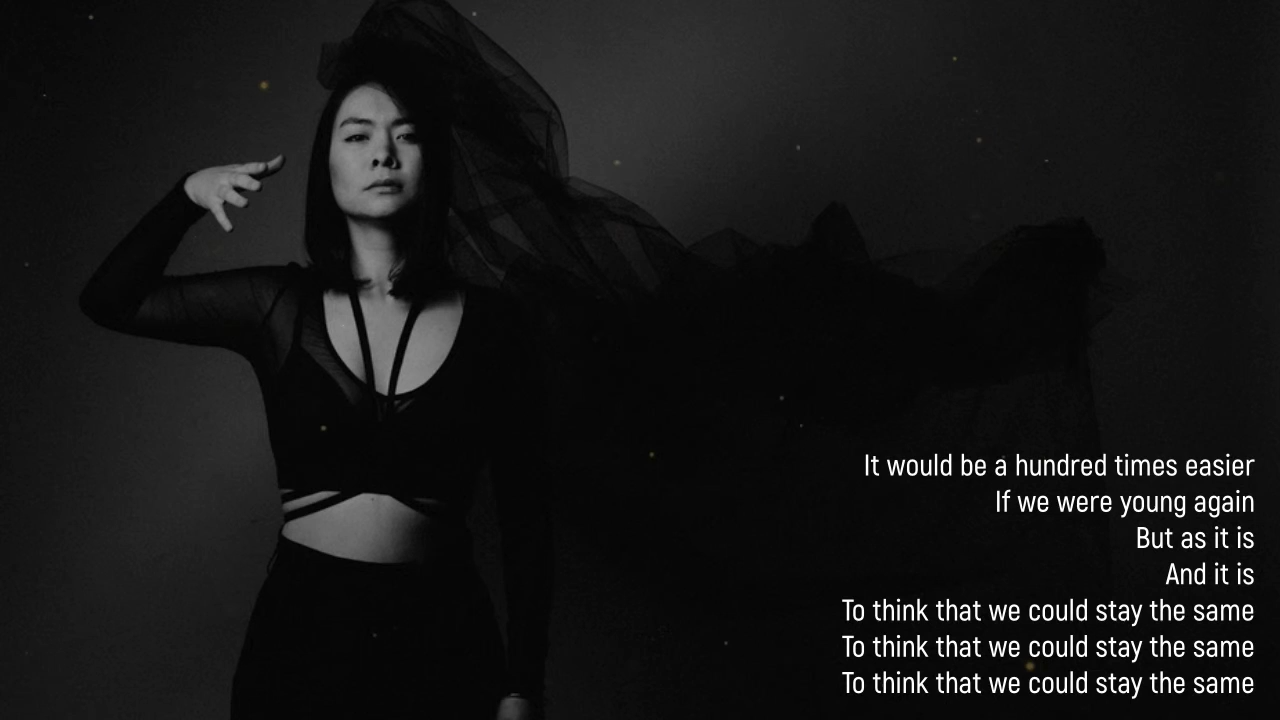 It would be a hundred times easier
If we were young again
But as it is
And it is
To think that we could stay the same
To think that we could stay the same
To think that we could stay the same